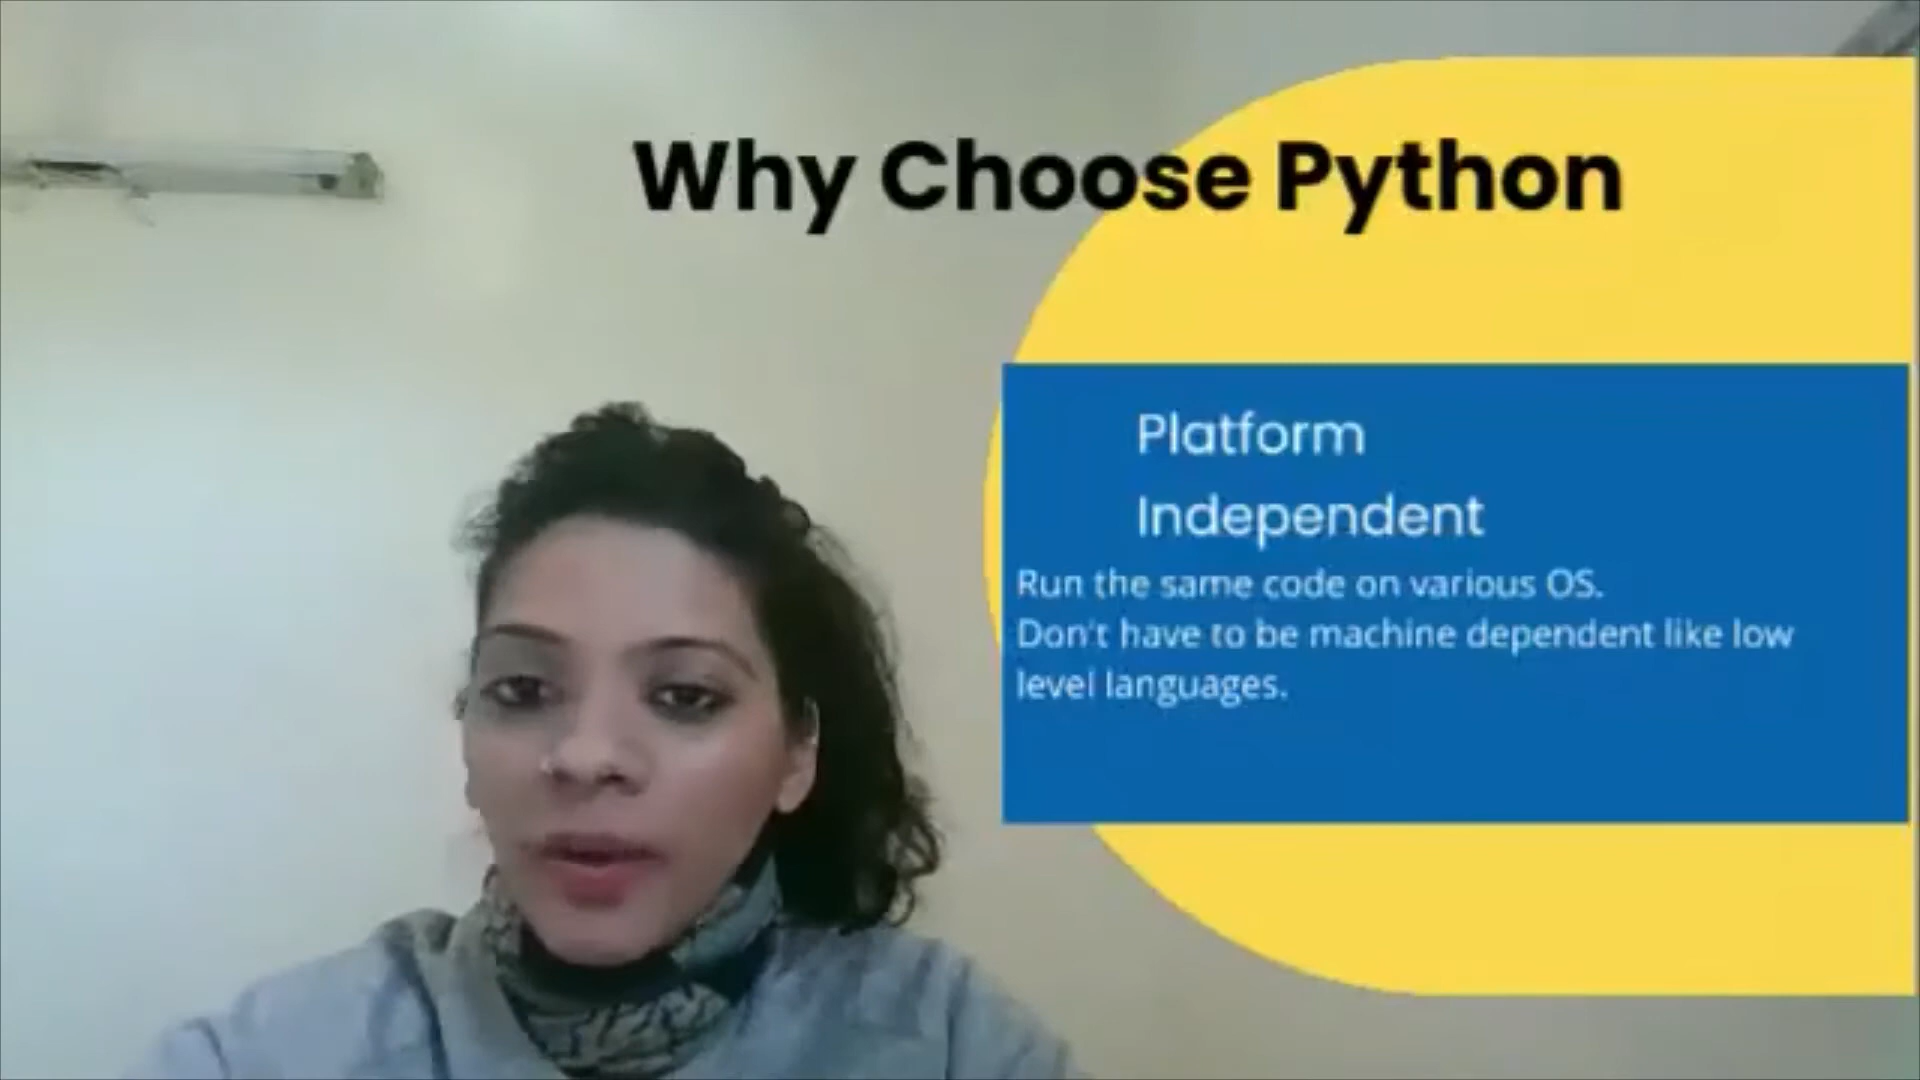 Why Choose Python
Platform
Independent
Run the same code on various OS.
Don't have to be machine dependent like low
level languages.